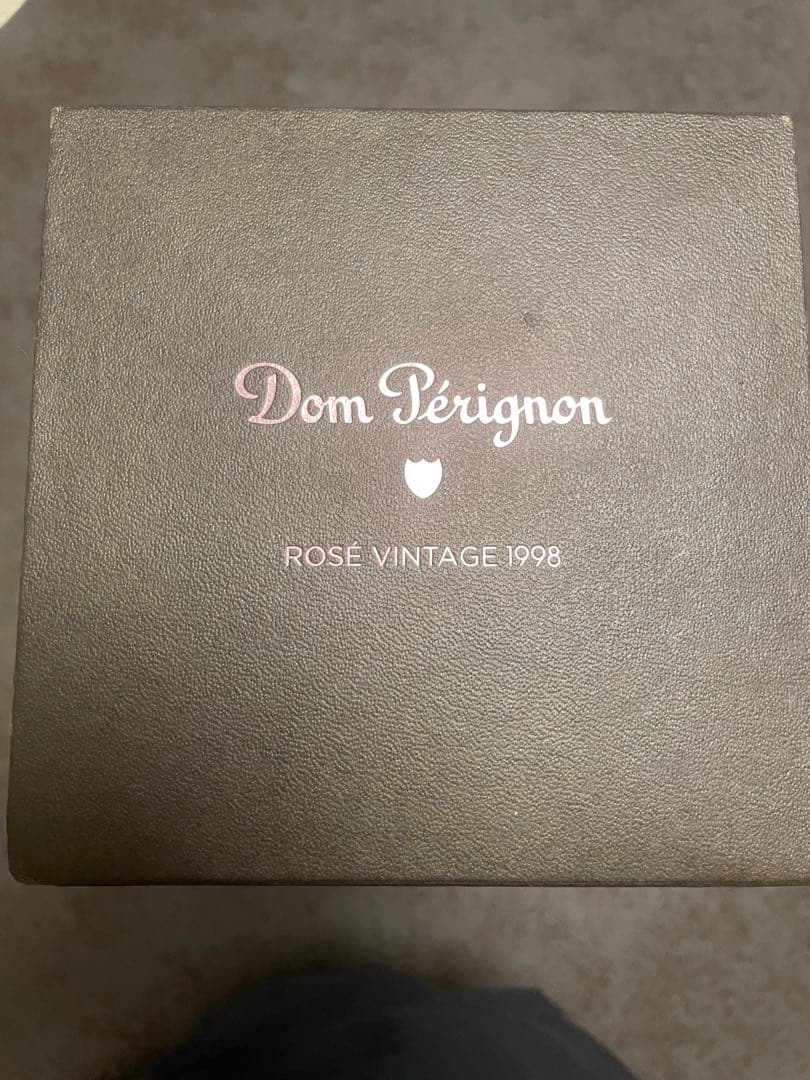 Dom Pérignon
ROSÉ VINTAGE 1998